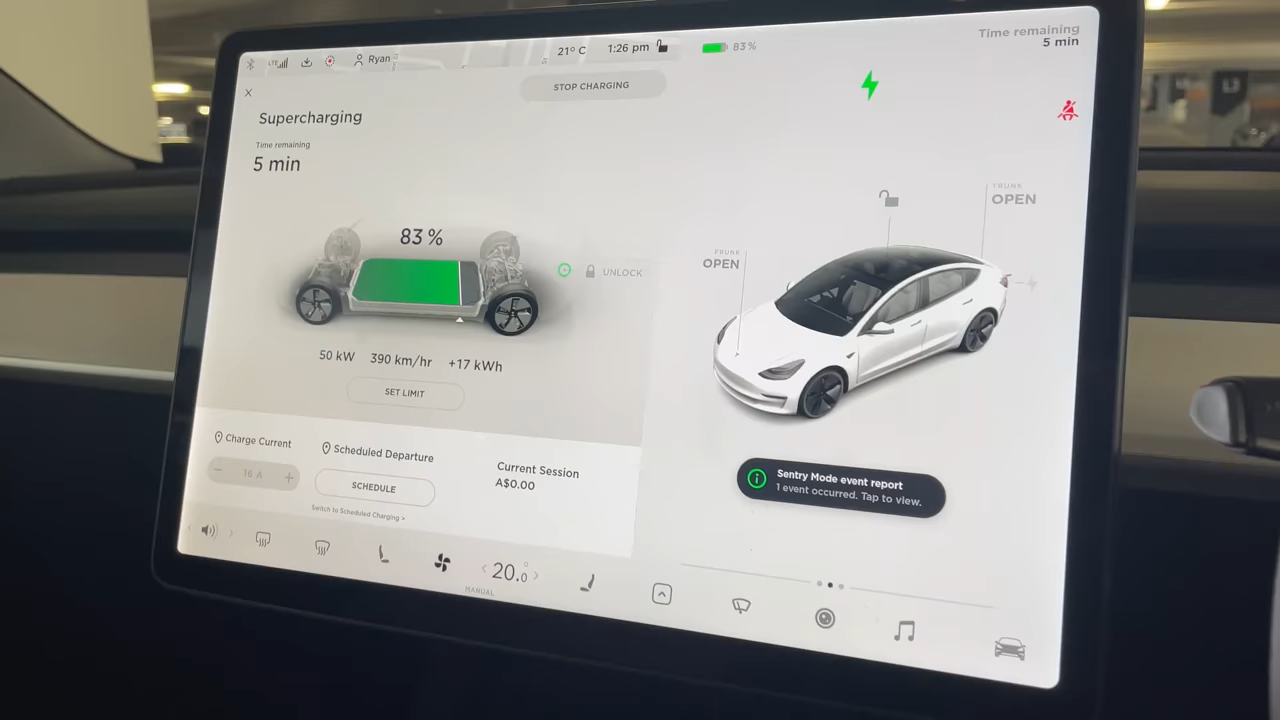 LTE
Ryan
21° C
1:26 pm
83 %
Time remaining
5 min
STOP CHARGING
Supercharging
Time remaining
5 min
83 %
UNLOCK
50 kW 390 km/hr +17 kWh
SET LIMIT
Charge Current
− 16 A +
Scheduled Departure
SCHEDULE
Switch to Scheduled Charging >
Current Session
A$0.00
TRUNK
OPEN
FRUNK
OPEN
Sentry Mode event report
1 event occurred. Tap to view.
< 20.0° >
MANUAL
L3